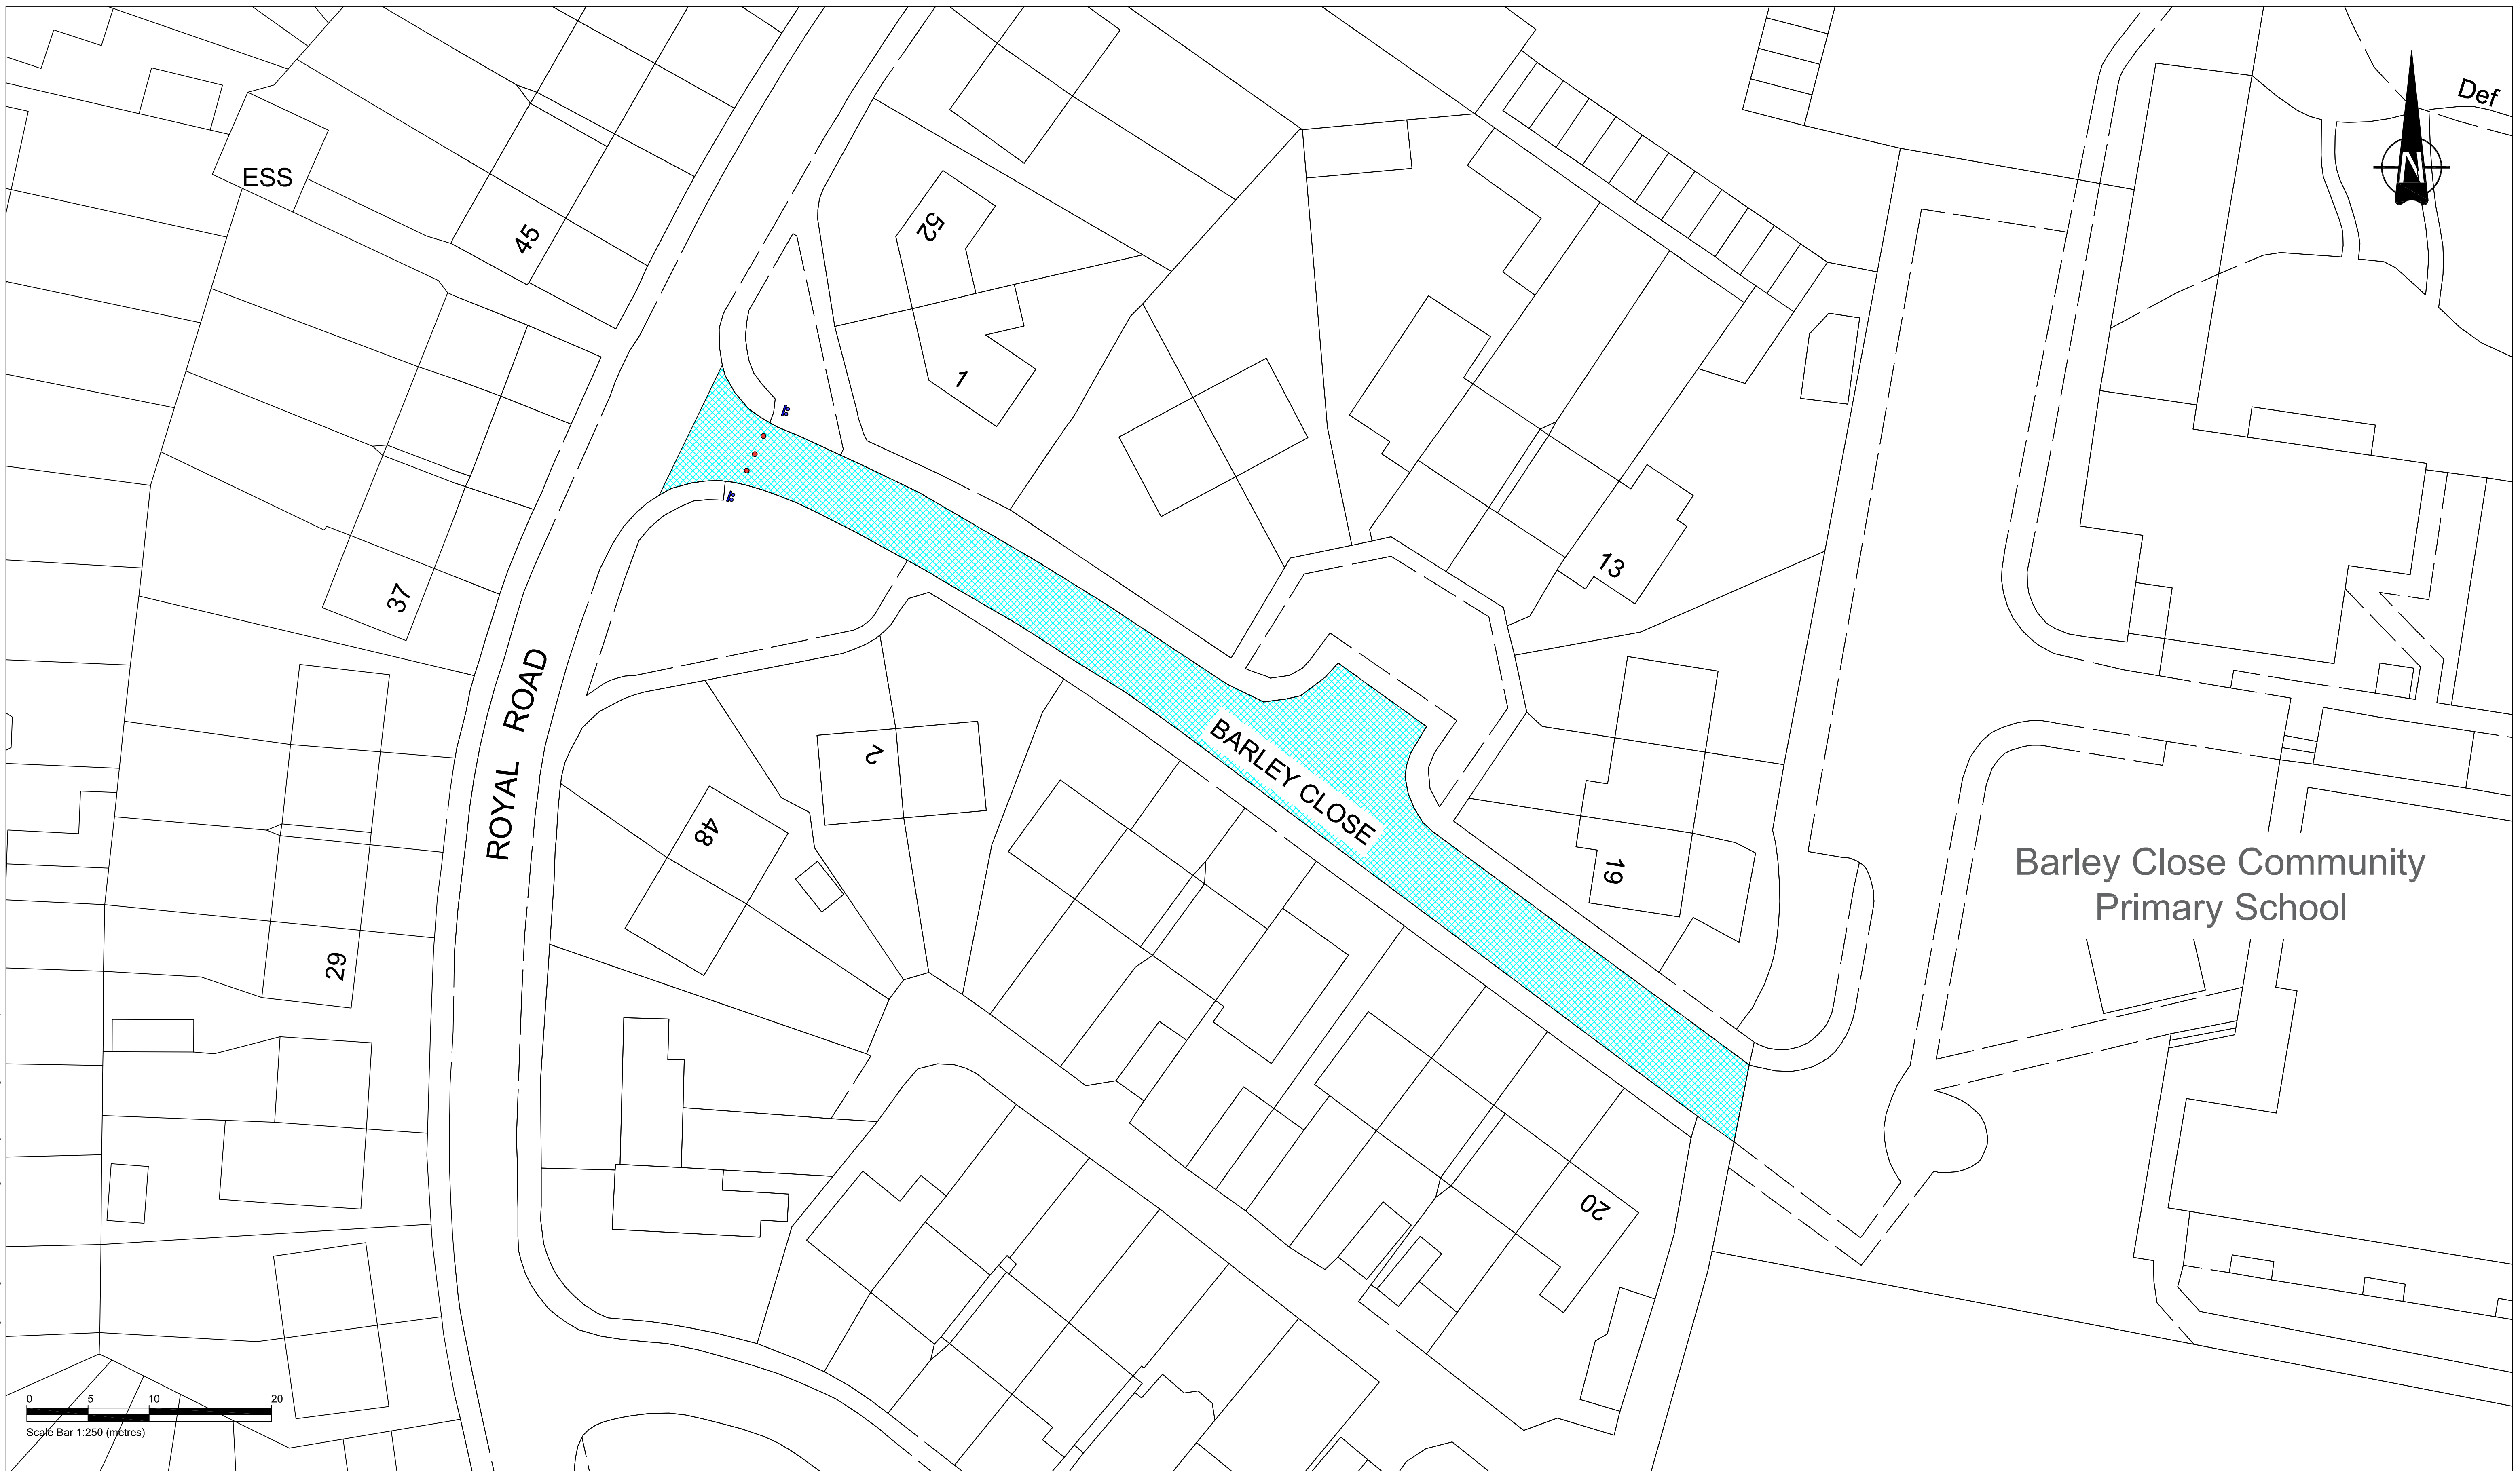 Def
N
ESS
45
52
1
13
37
ROYAL ROAD
2
BARLEY CLOSE
48
19
Barley Close Community
Primary School
29
20
0 5 10 20
Scale Bar 1:250 (metres)